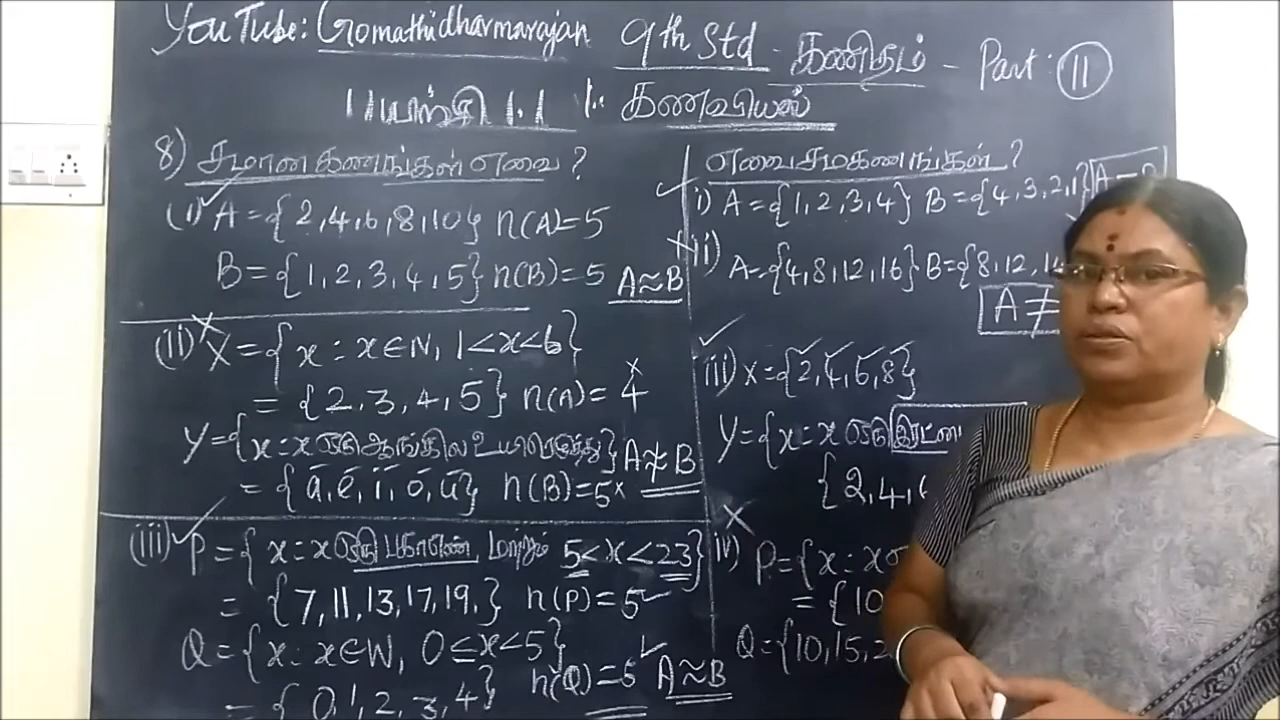 YouTube: Gomathidharmarajan 9th Std - கணிதம் - Part: 11
பயிற்சி 1.1 1. கணவியல்
8) சமான கணங்கள் எவை?
(i) A = {2,4,6,8,10} n(A)=5
B = {1,2,3,4,5} n(B)=5 A≈B
(ii) X = {x : x∈N, 1<x<6}
= {2,3,4,5} n(A)=4
Y={x:x ஒரு ஆங்கில உயிரெழுத்து} A≉B
= {a,e,i,o,u} n(B)=5
(iii) P = {x:x ஒரு பகாஎண் மற்றும் 5<x<23}
= {7,11,13,17,19,} n(P)=5
Q={x: x∈W, 0≤x<5}
= {0,1,2,3,4} n(Q)=5 A≈B
எவை சமகணங்கள்?
i) A={1,2,3,4} B={4,3,2,1}
ii) A={4,8,12,16} B={8,12,
A≠
iii) X={2,4,6,8}
Y={x:x ஒரு
{2,4,6
iv) P={x:x
={10
Q={10,15,2